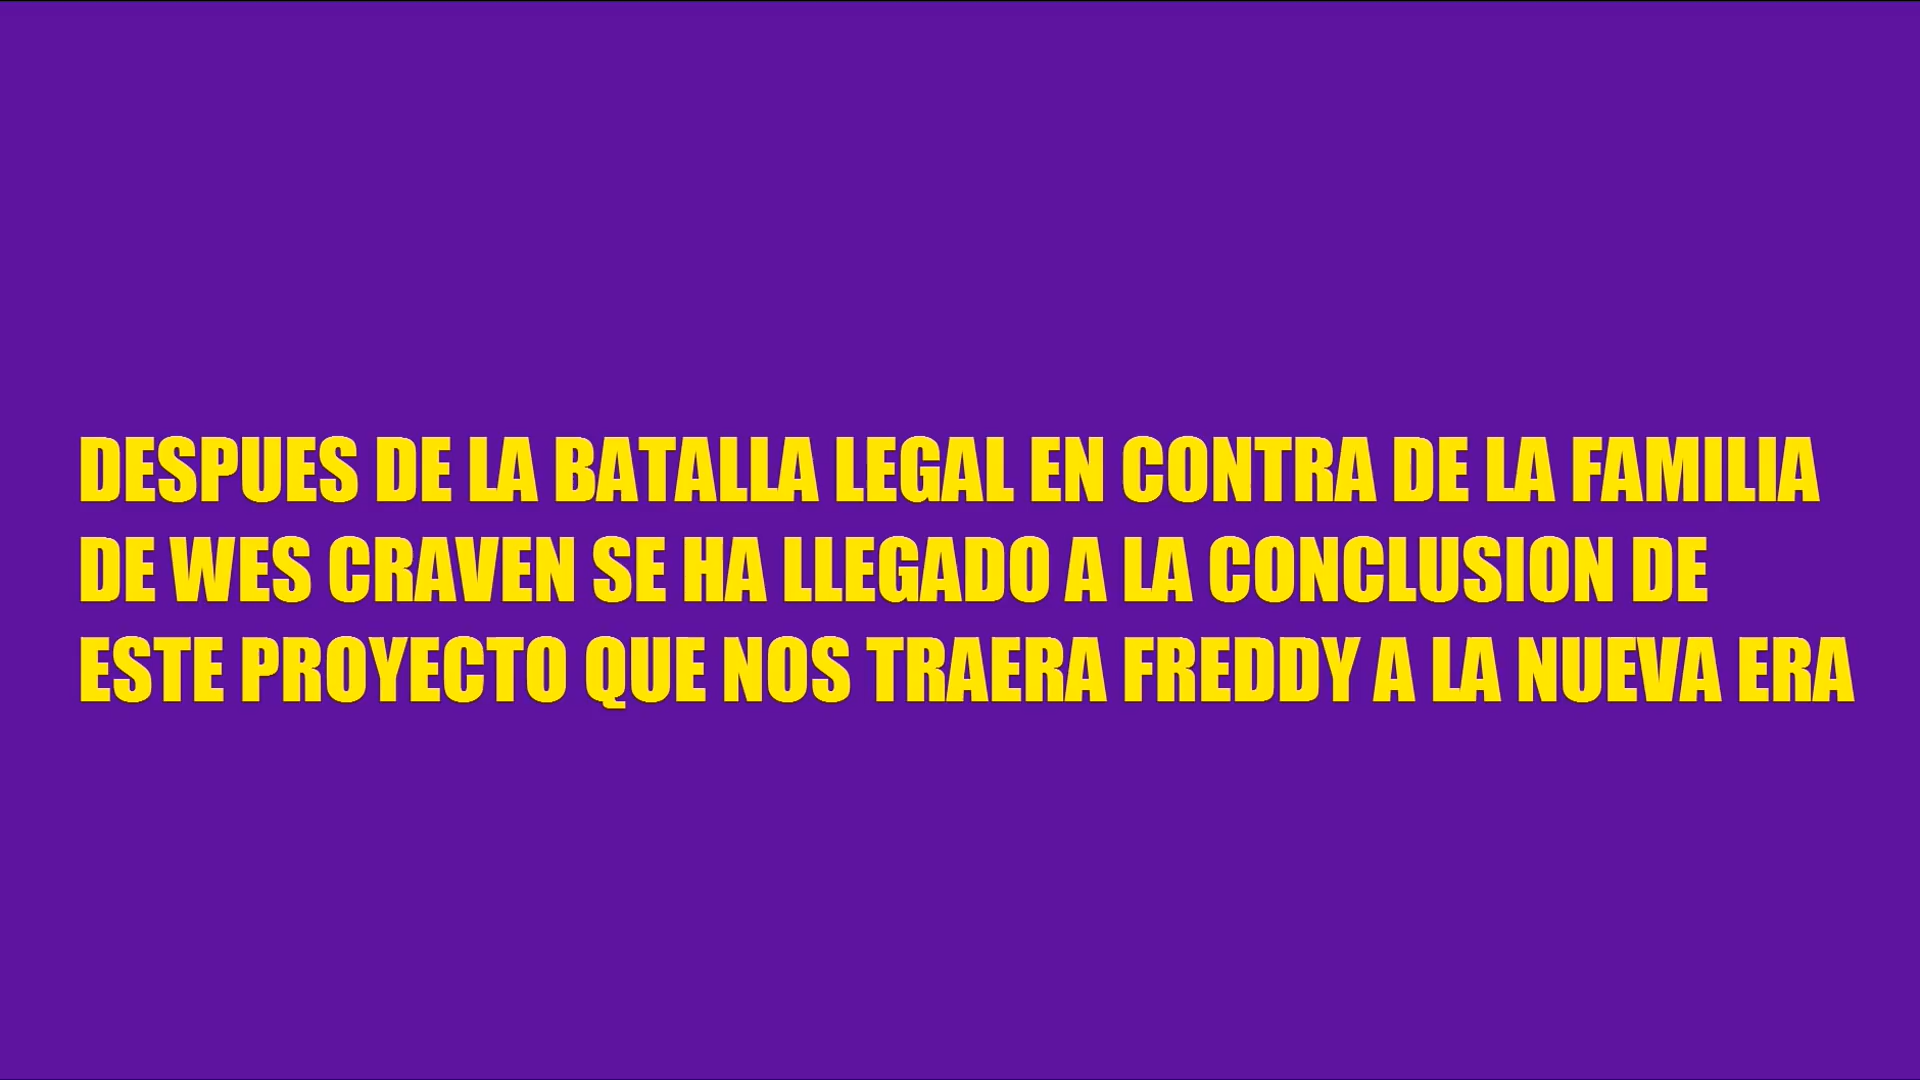 DESPUES DE LA BATALLA LEGAL EN CONTRA DE LA FAMILIA
DE WES CRAVEN SE HA LLEGADO A LA CONCLUSION DE
ESTE PROYECTO QUE NOS TRAERA FREDDY A LA NUEVA ERA